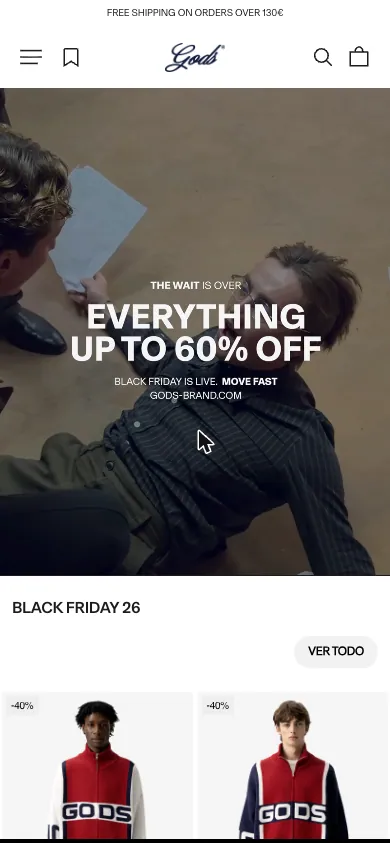 FREE SHIPPING ON ORDERS OVER 130€
Gods
THE WAIT IS OVER
EVERYTHING
UP TO 60% OFF
BLACK FRIDAY IS LIVE. MOVE FAST
GODS-BRAND.COM
BLACK FRIDAY 26
VER TODO
-40%
-40%
GODS
GODS